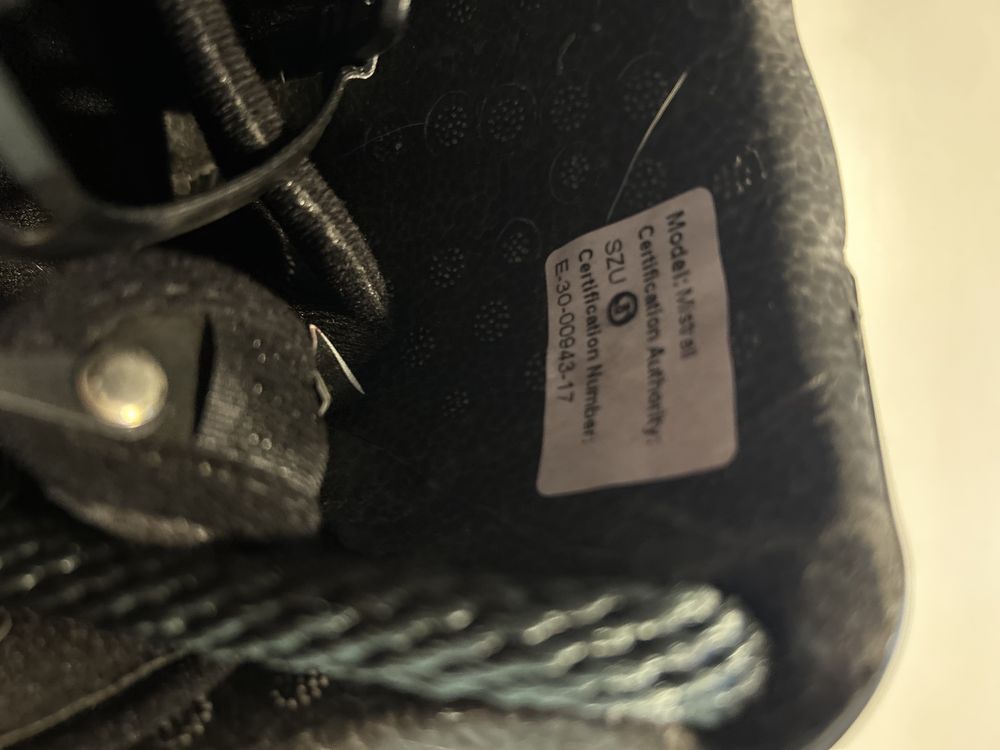 Model: Mistral
Certification Authority:
SZU
Certification Number:
E-30-00943-17